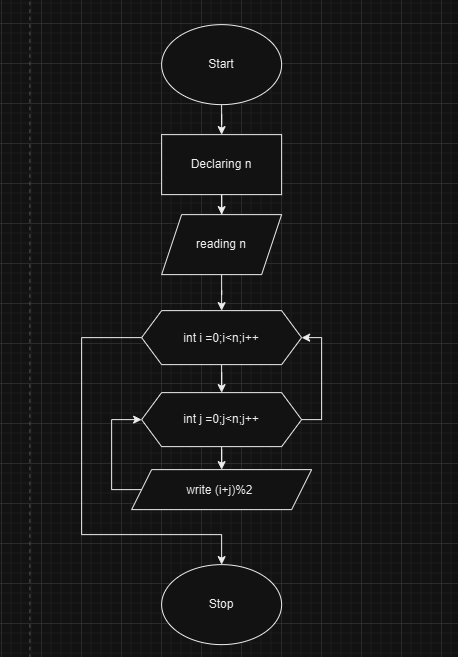 Start
Declaring n
reading n
int i =0;i<n;i++
int j =0;j<n;j++
write (i+j)%2
Stop